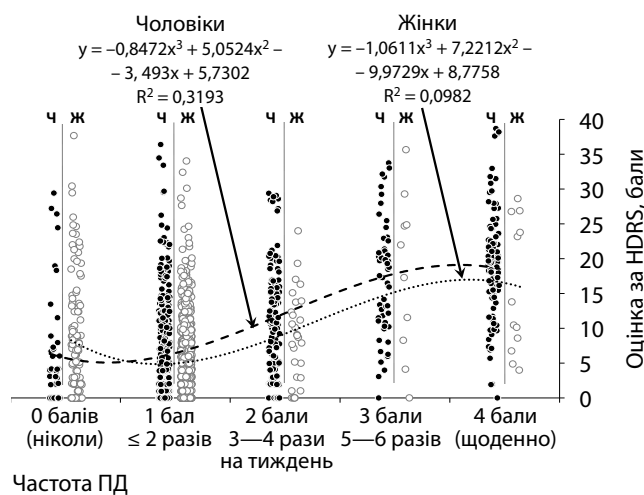 Чоловіки
y = –0,8472x³ + 5,0524x² –
– 3, 493x + 5,7302
R² = 0,3193
Жінки
y = –1,0611x³ + 7,2212x² –
– 9,9729x + 8,7758
R² = 0,0982
Ч Ж Ч Ж Ч Ж Ч Ж Ч Ж
40
35
30
25
20
15
10
5
0
Оцінка за HDRS, бали
0 балів 1 бал 2 бали 3 бали 4 бали
(ніколи) ≤ 2 разів 3—4 рази 5—6 разів (щоденно)
на тиждень
Частота ПД